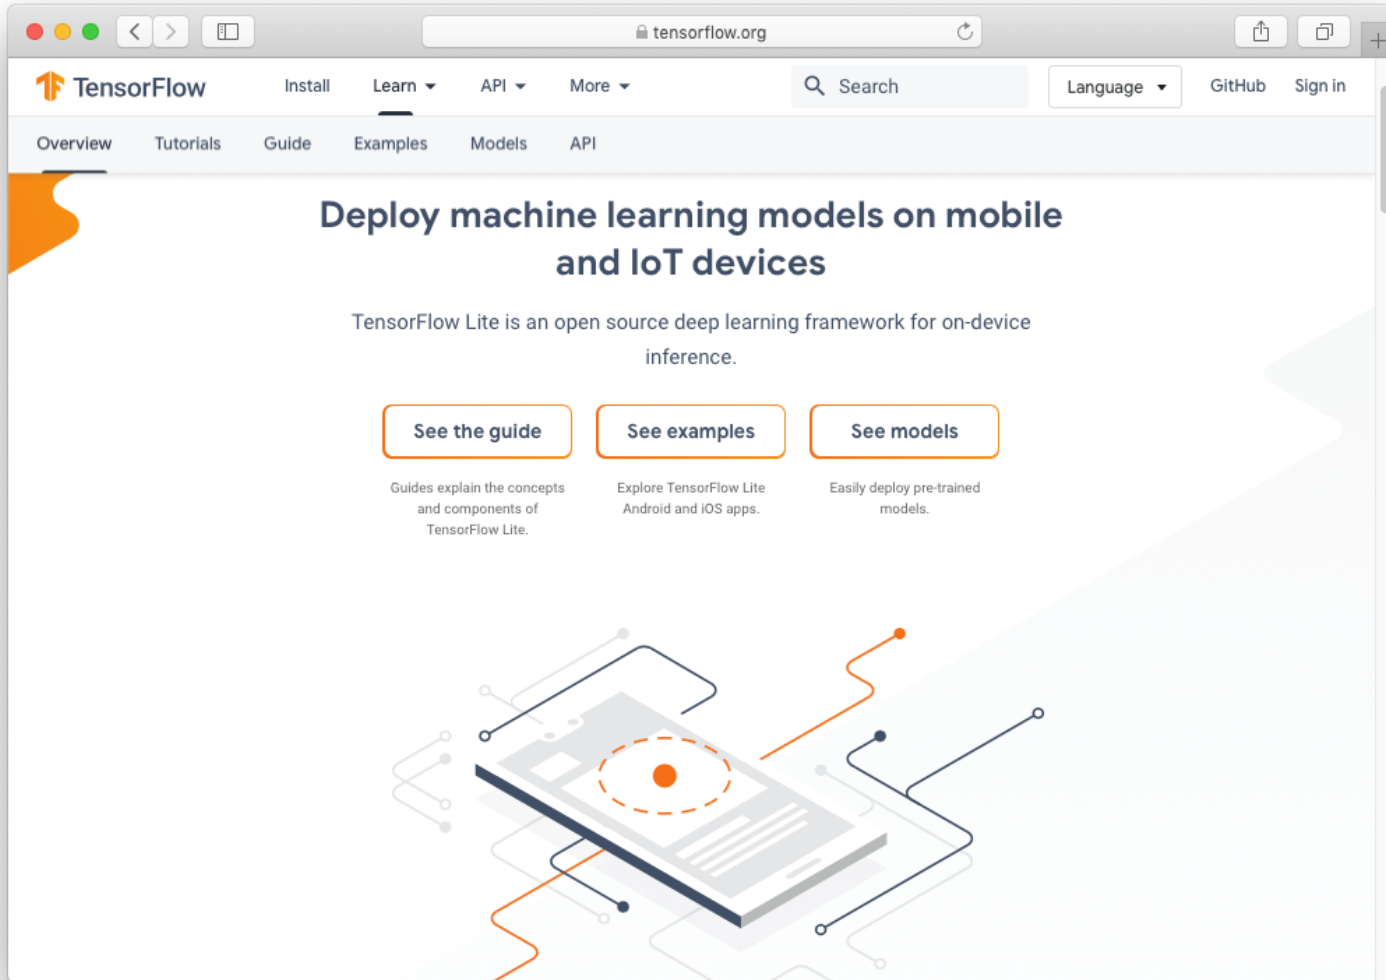 tensorflow.org
TensorFlow
Install
Learn
API
More
Search
Language
GitHub
Sign in
Overview
Tutorials
Guide
Examples
Models
API
Deploy machine learning models on mobile
and IoT devices
TensorFlow Lite is an open source deep learning framework for on-device
inference.
See the guide
Guides explain the concepts
and components of
TensorFlow Lite.
See examples
Explore TensorFlow Lite
Android and iOS apps.
See models
Easily deploy pre-trained
models.